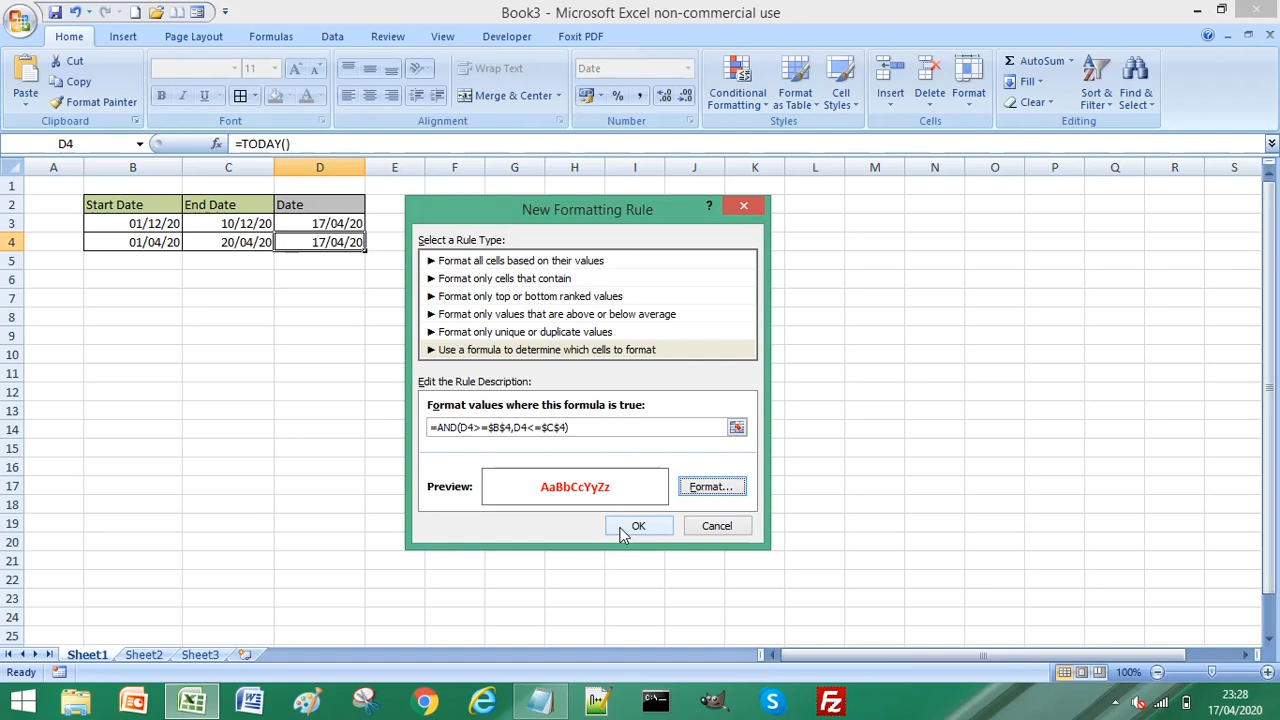 Book3 - Microsoft Excel non-commercial use
Home Insert Page Layout Formulas Data Review View Developer Foxit PDF
Paste
Cut
Copy
Format Painter
Clipboard
11 A A
B I U
Font
Wrap Text
Merge & Center
Alignment
Date
% ,
Number
Conditional Formatting
Format as Table
Cell Styles
Styles
Insert Delete Format
Cells
AutoSum
Fill
Clear
Sort & Filter
Find & Select
Editing
D4 fx =TODAY()
A B C D E F G H I J K L M N O P Q R S
1
2 Start Date End Date Date
3 01/12/20 10/12/20 17/04/20
4 01/04/20 20/04/20 17/04/20
5
6
7
8
9
10
11
12
13
14
15
16
17
18
19
20
21
22
23
24
25
New Formatting Rule ?
Select a Rule Type:
► Format all cells based on their values
► Format only cells that contain
► Format only top or bottom ranked values
► Format only values that are above or below average
► Format only unique or duplicate values
► Use a formula to determine which cells to format
Edit the Rule Description:
Format values where this formula is true:
=AND(D4>=$B$4,D4<=$C$4)
Preview: AaBbCcYyZz Format...
OK Cancel
Sheet1 Sheet2 Sheet3
Ready 100%
23:28
17/04/2020